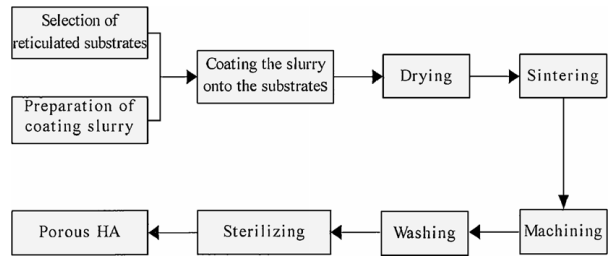 Selection of
reticulated substrates
Preparation of
coating slurry
Coating the slurry
onto the substrates
Drying
Sintering
Machining
Washing
Sterilizing
Porous HA